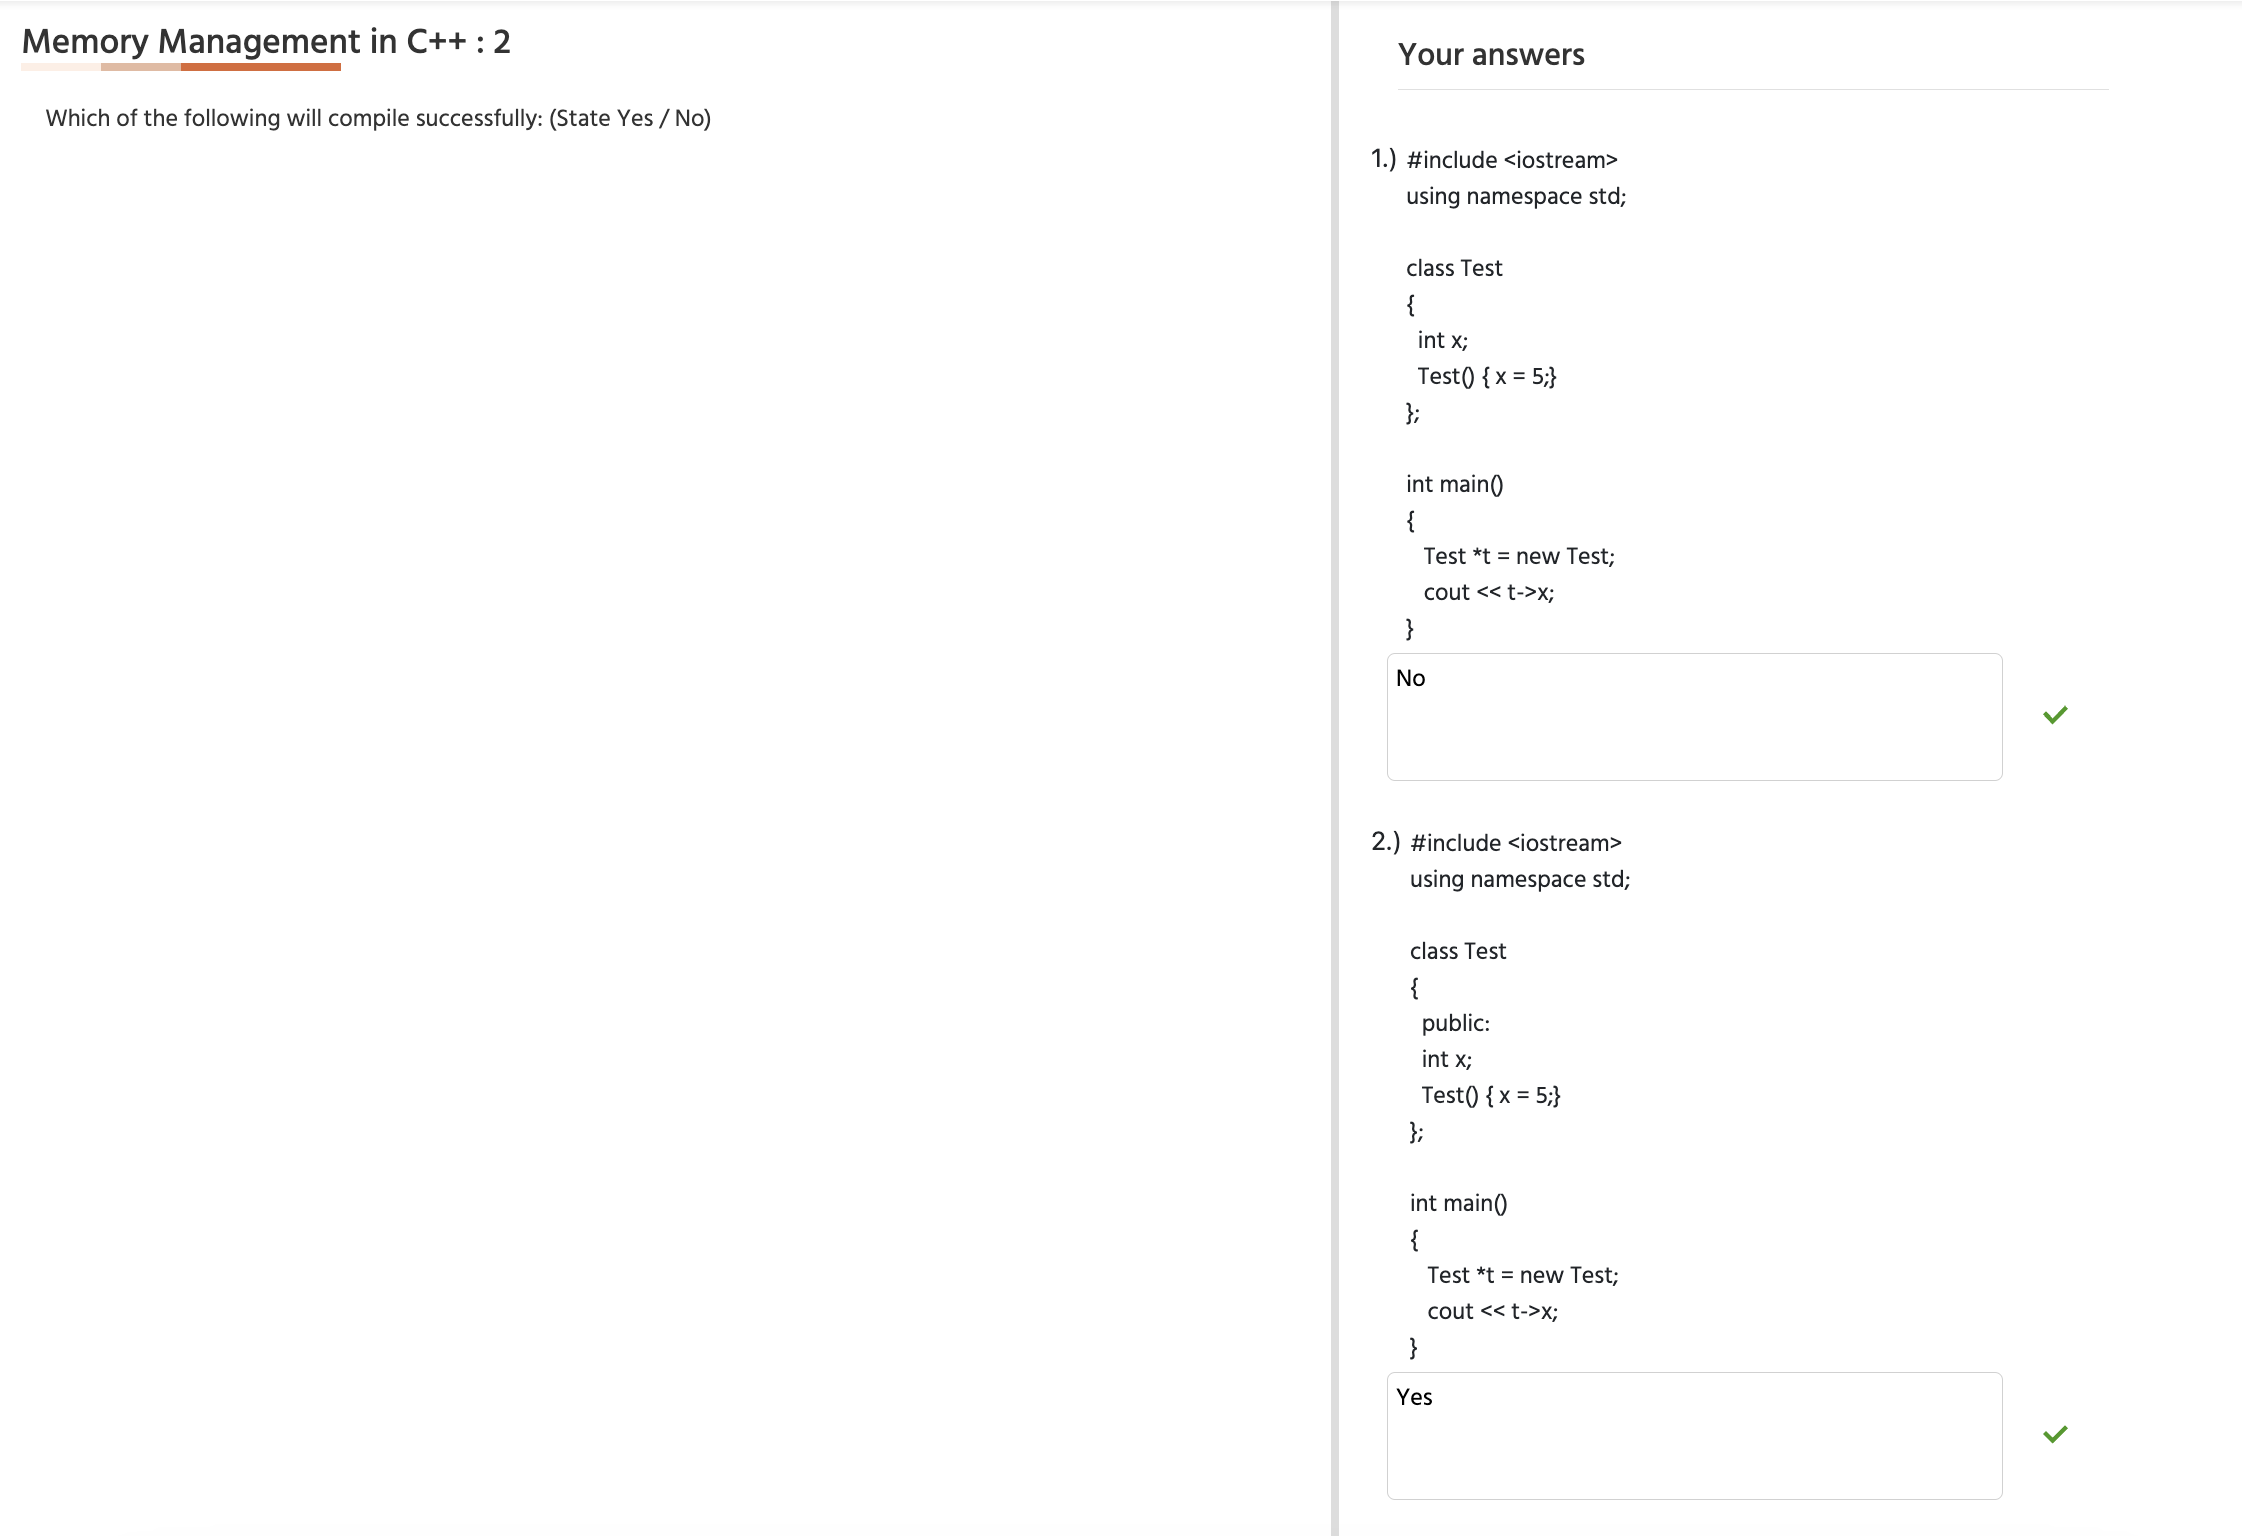 Memory Management in C++ : 2
Which of the following will compile successfully: (State Yes / No)
Your answers
1.) #include <iostream>
using namespace std;
class Test
{
int x;
Test() { x = 5;}
};
int main()
{
Test *t = new Test;
cout << t->x;
}
No
2.) #include <iostream>
using namespace std;
class Test
{
public:
int x;
Test() { x = 5;}
};
int main()
{
Test *t = new Test;
cout << t->x;
}
Yes